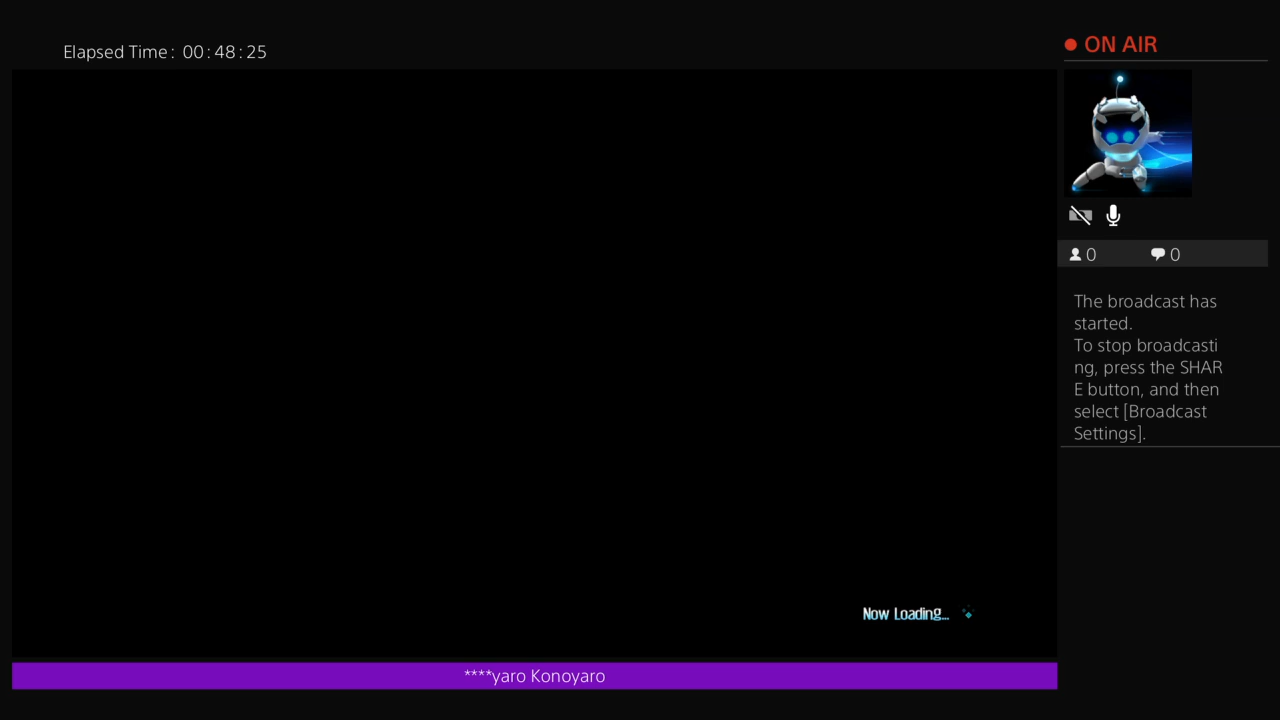 Elapsed Time: 00:48:25
ON AIR
0 0
The broadcast has
started.
To stop broadcasti
ng, press the SHAR
E button, and then
select [Broadcast
Settings].
Now Loading...
****yaro Konoyaro